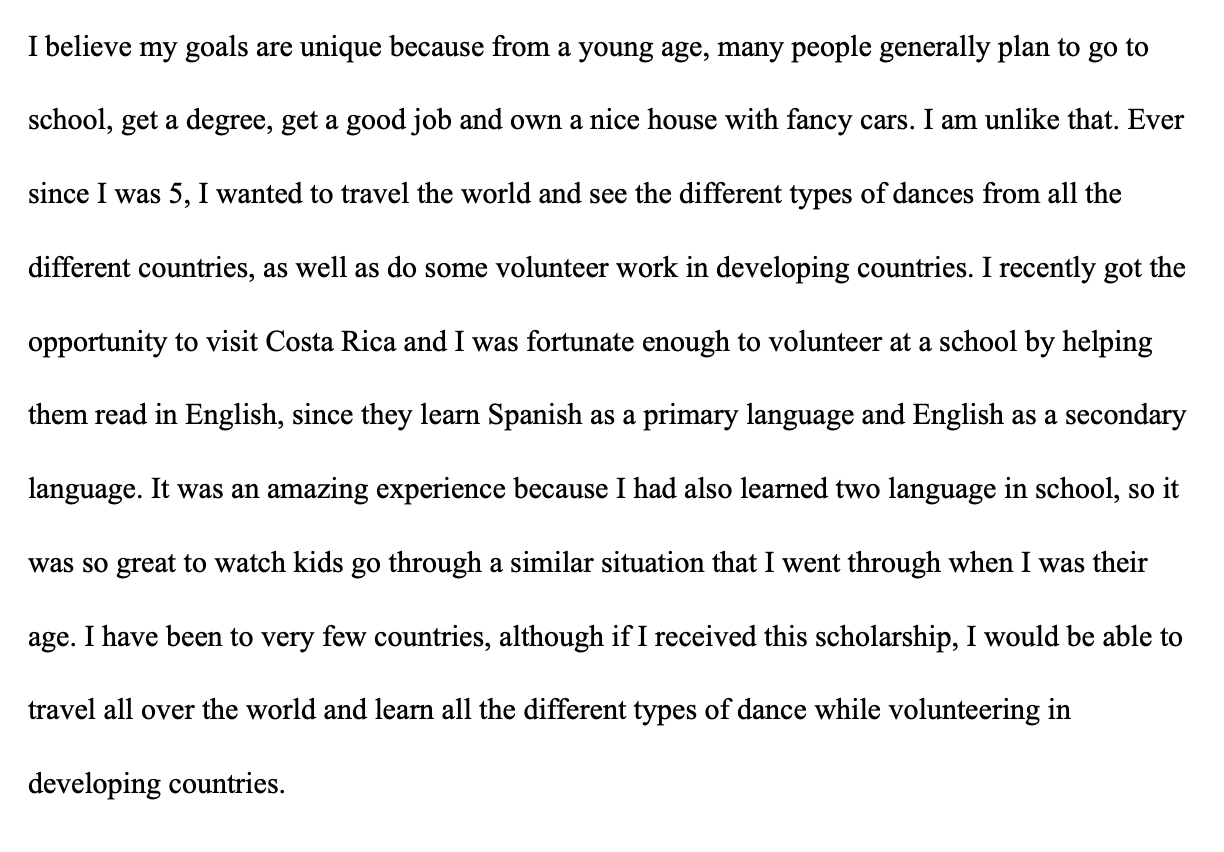 I believe my goals are unique because from a young age, many people generally plan to go to
school, get a degree, get a good job and own a nice house with fancy cars. I am unlike that. Ever
since I was 5, I wanted to travel the world and see the different types of dances from all the
different countries, as well as do some volunteer work in developing countries. I recently got the
opportunity to visit Costa Rica and I was fortunate enough to volunteer at a school by helping
them read in English, since they learn Spanish as a primary language and English as a secondary
language. It was an amazing experience because I had also learned two language in school, so it
was so great to watch kids go through a similar situation that I went through when I was their
age. I have been to very few countries, although if I received this scholarship, I would be able to
travel all over the world and learn all the different types of dance while volunteering in
developing countries.